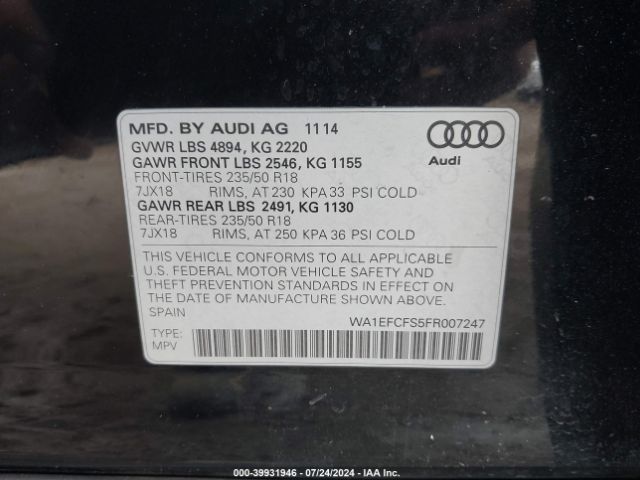 MFD. BY AUDI AG 11 14
GVWR LBS 4894, KG 2220
GAWR FRONT LBS 2546, KG 1155
FRONT-TIRES 235/50 R18
7JX18 RIMS, AT 230 KPA 33 PSI COLD
GAWR REAR LBS 2491, KG 1130
REAR-TIRES 235/50 R18
7JX18 RIMS, AT 250 KPA 36 PSI COLD
Audi
THIS VEHICLE CONFORMS TO ALL APPLICABLE
U.S. FEDERAL MOTOR VEHICLE SAFETY AND
THEFT PREVENTION STANDARDS IN EFFECT ON
THE DATE OF MANUFACTURE SHOWN ABOVE.
SPAIN WA1EFCFS5FR007247
TYPE:
MPV
000-39931946 - 07/24/2024 - IAA Inc.